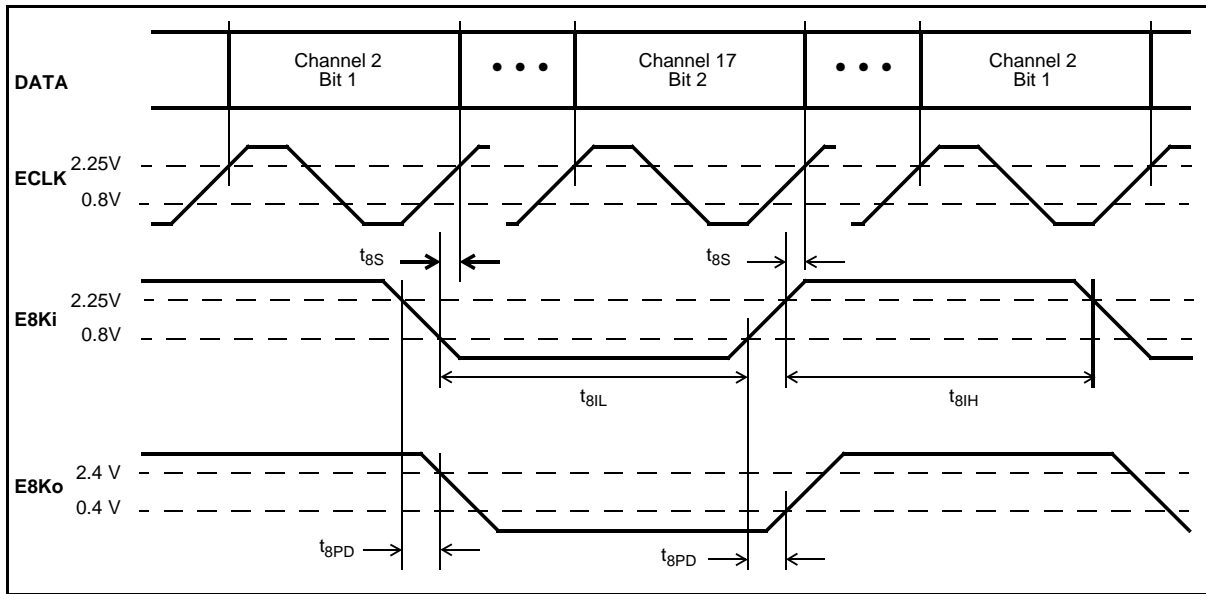 Channel 2
Bit 1
• • •
Channel 17
Bit 2
• • •
Channel 2
Bit 1
DATA
2.25V
ECLK
0.8V
t8S
t8S
2.25V
E8Ki
0.8V
t8IL
t8IH
2.4 V
E8Ko
0.4 V
t8PD
t8PD